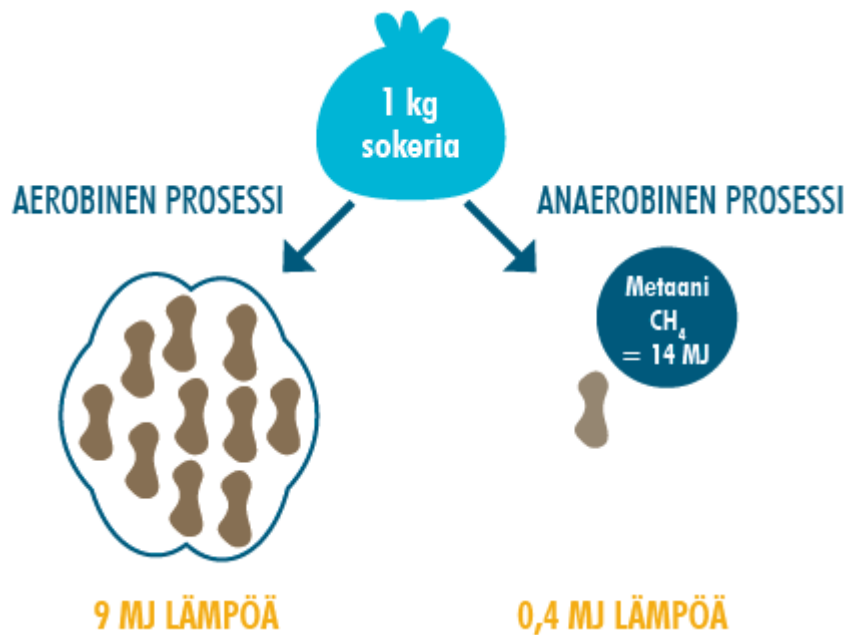 1 kg
sokeria
AEROBINEN PROSESSI
ANAEROBINEN PROSESSI
Metaani
CH₄
= 14 MJ
9 MJ LÄMPÖÄ
0,4 MJ LÄMPÖÄ